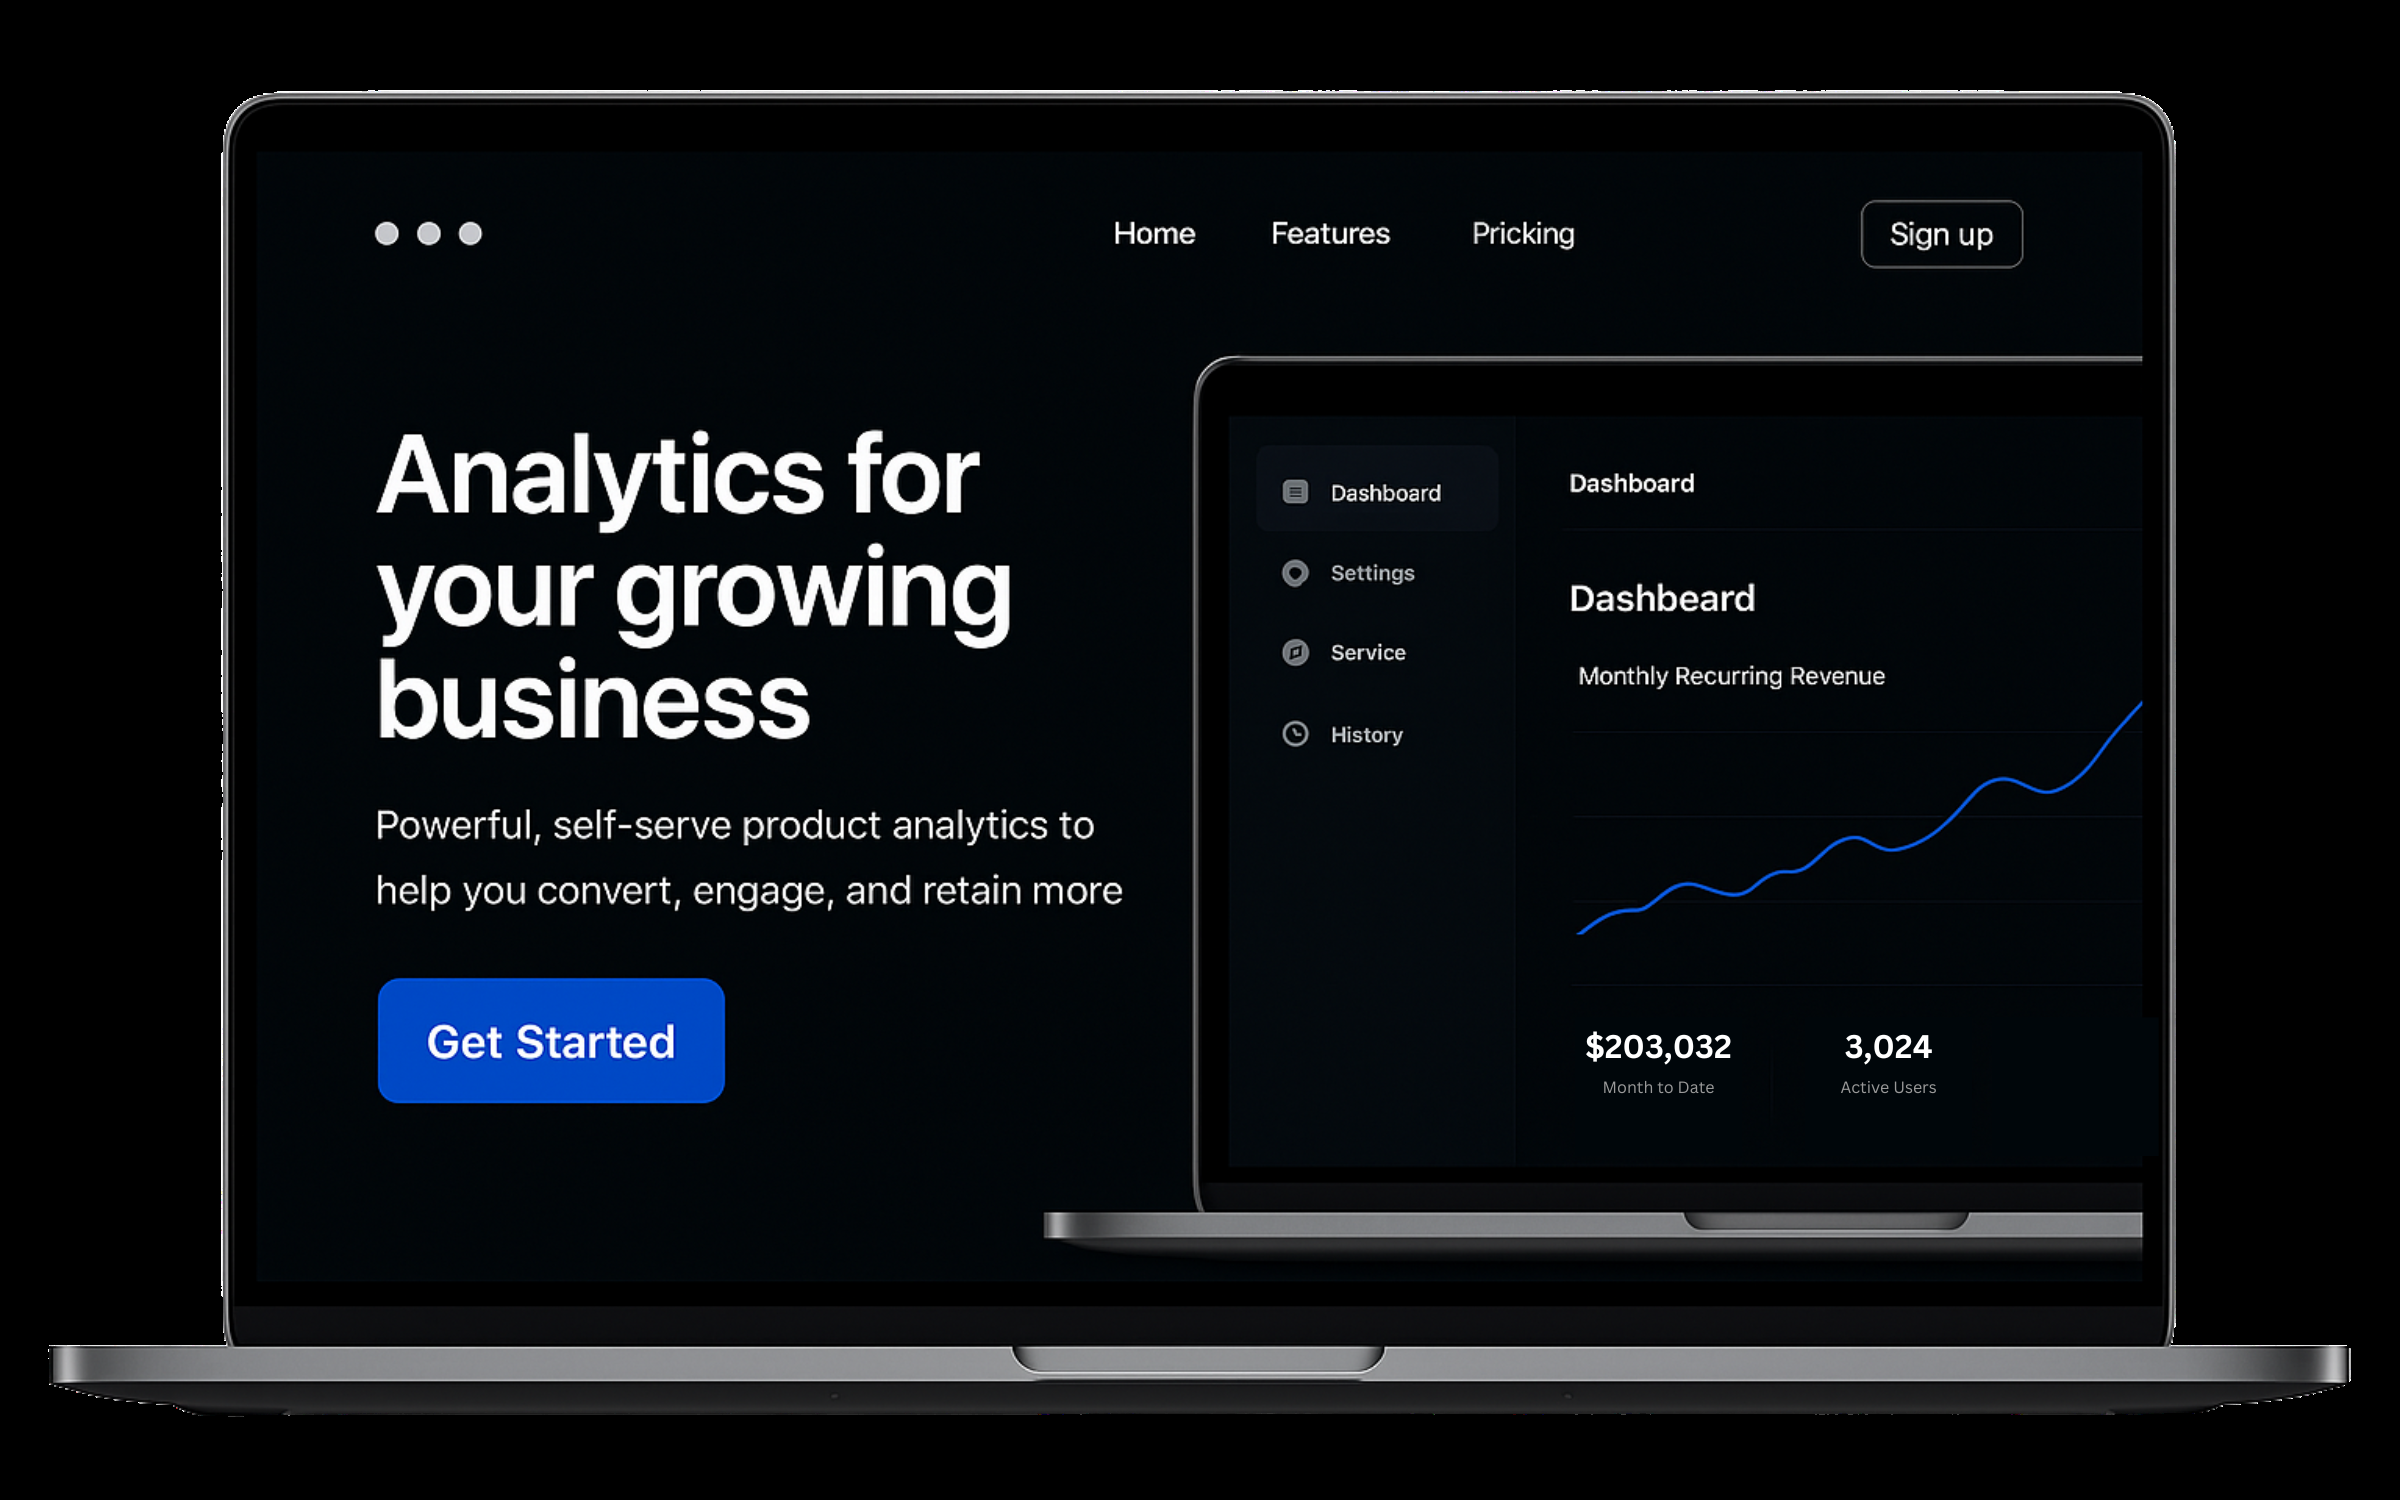 Home
Features
Pricking
Sign up
Analytics for
your growing
business
Powerful, self-serve product analytics to
help you convert, engage, and retain more
Get Started
Dashboard
Settings
Service
History
Dashboard
Dashbeard
Monthly Recurring Revenue
$203,032
Month to Date
3,024
Active Users